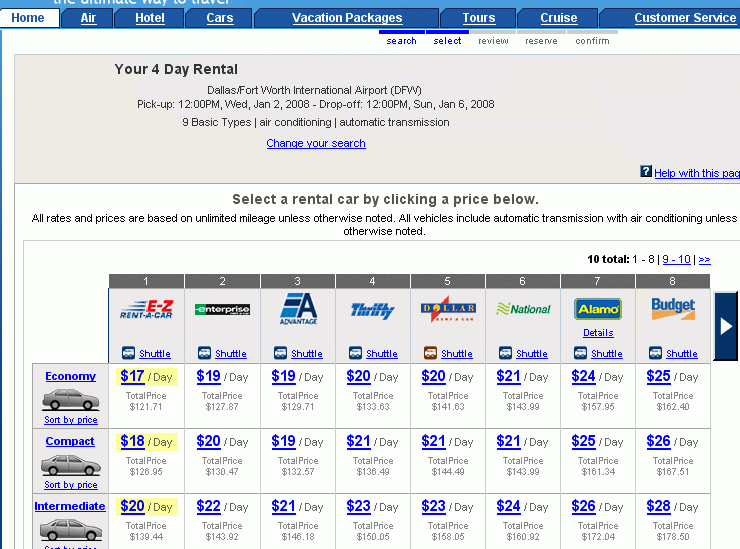 the ultimate way to travel
Home Air Hotel Cars Vacation Packages Tours Cruise Customer Service
search select review reserve confirm
Your 4 Day Rental
Dallas/Fort Worth International Airport (DFW)
Pick-up: 12:00PM, Wed, Jan 2, 2008 - Drop-off: 12:00PM, Sun, Jan 6, 2008
9 Basic Types | air conditioning | automatic transmission
Change your search
? Help with this pag
Select a rental car by clicking a price below.
All rates and prices are based on unlimited mileage unless otherwise noted. All vehicles include automatic transmission with air conditioning unless
otherwise noted.
10 total: 1 - 8 | 9 - 10 | >>
1 2 3 4 5 6 7 8
E-Z RENT-A-CAR enterprise A ADVANTAGE Thrifty DOLLAR RENT A CAR National Alamo Budget
Details
Shuttle Shuttle Shuttle Shuttle Shuttle Shuttle Shuttle Shuttle
Economy $17 / Day $19 / Day $19 / Day $20 / Day $20 / Day $21 / Day $24 / Day $25 / Day
Total Price Total Price Total Price Total Price Total Price Total Price Total Price Total Price
$121.71 $127.87 $129.71 $133.63 $141.63 $143.99 $157.95 $162.40
Sort by price
Compact $18 / Day $20 / Day $19 / Day $21 / Day $21 / Day $21 / Day $25 / Day $26 / Day
Total Price Total Price Total Price Total Price Total Price Total Price Total Price Total Price
$126.95 $130.47 $132.57 $136.49 $144.49 $143.99 $161.34 $167.51
Sort by price
Intermediate $20 / Day $22 / Day $21 / Day $23 / Day $23 / Day $24 / Day $26 / Day $28 / Day
Total Price Total Price Total Price Total Price Total Price Total Price Total Price Total Price
$139.44 $143.92 $146.18 $150.05 $158.05 $160.92 $172.04 $178.50
Sort by price